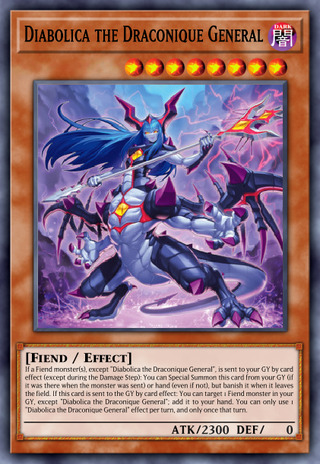 Diabolica the Draconique General
DARK
闇
[Fiend / Effect]
If a Fiend monster(s), except "Diabolica the Draconique General", is sent to your GY by card
effect (except during the Damage Step): You can Special Summon this card from your GY (if
it was there when the monster was sent) or hand (even if not), but banish it when it leaves
the field. If this card is sent to the GY by card effect: You can target 1 Fiend monster in your
GY, except "Diabolica the Draconique General"; add it to your hand. You can only use 1
"Diabolica the Draconique General" effect per turn, and only once that turn.
ATK/2300 DEF/ 0